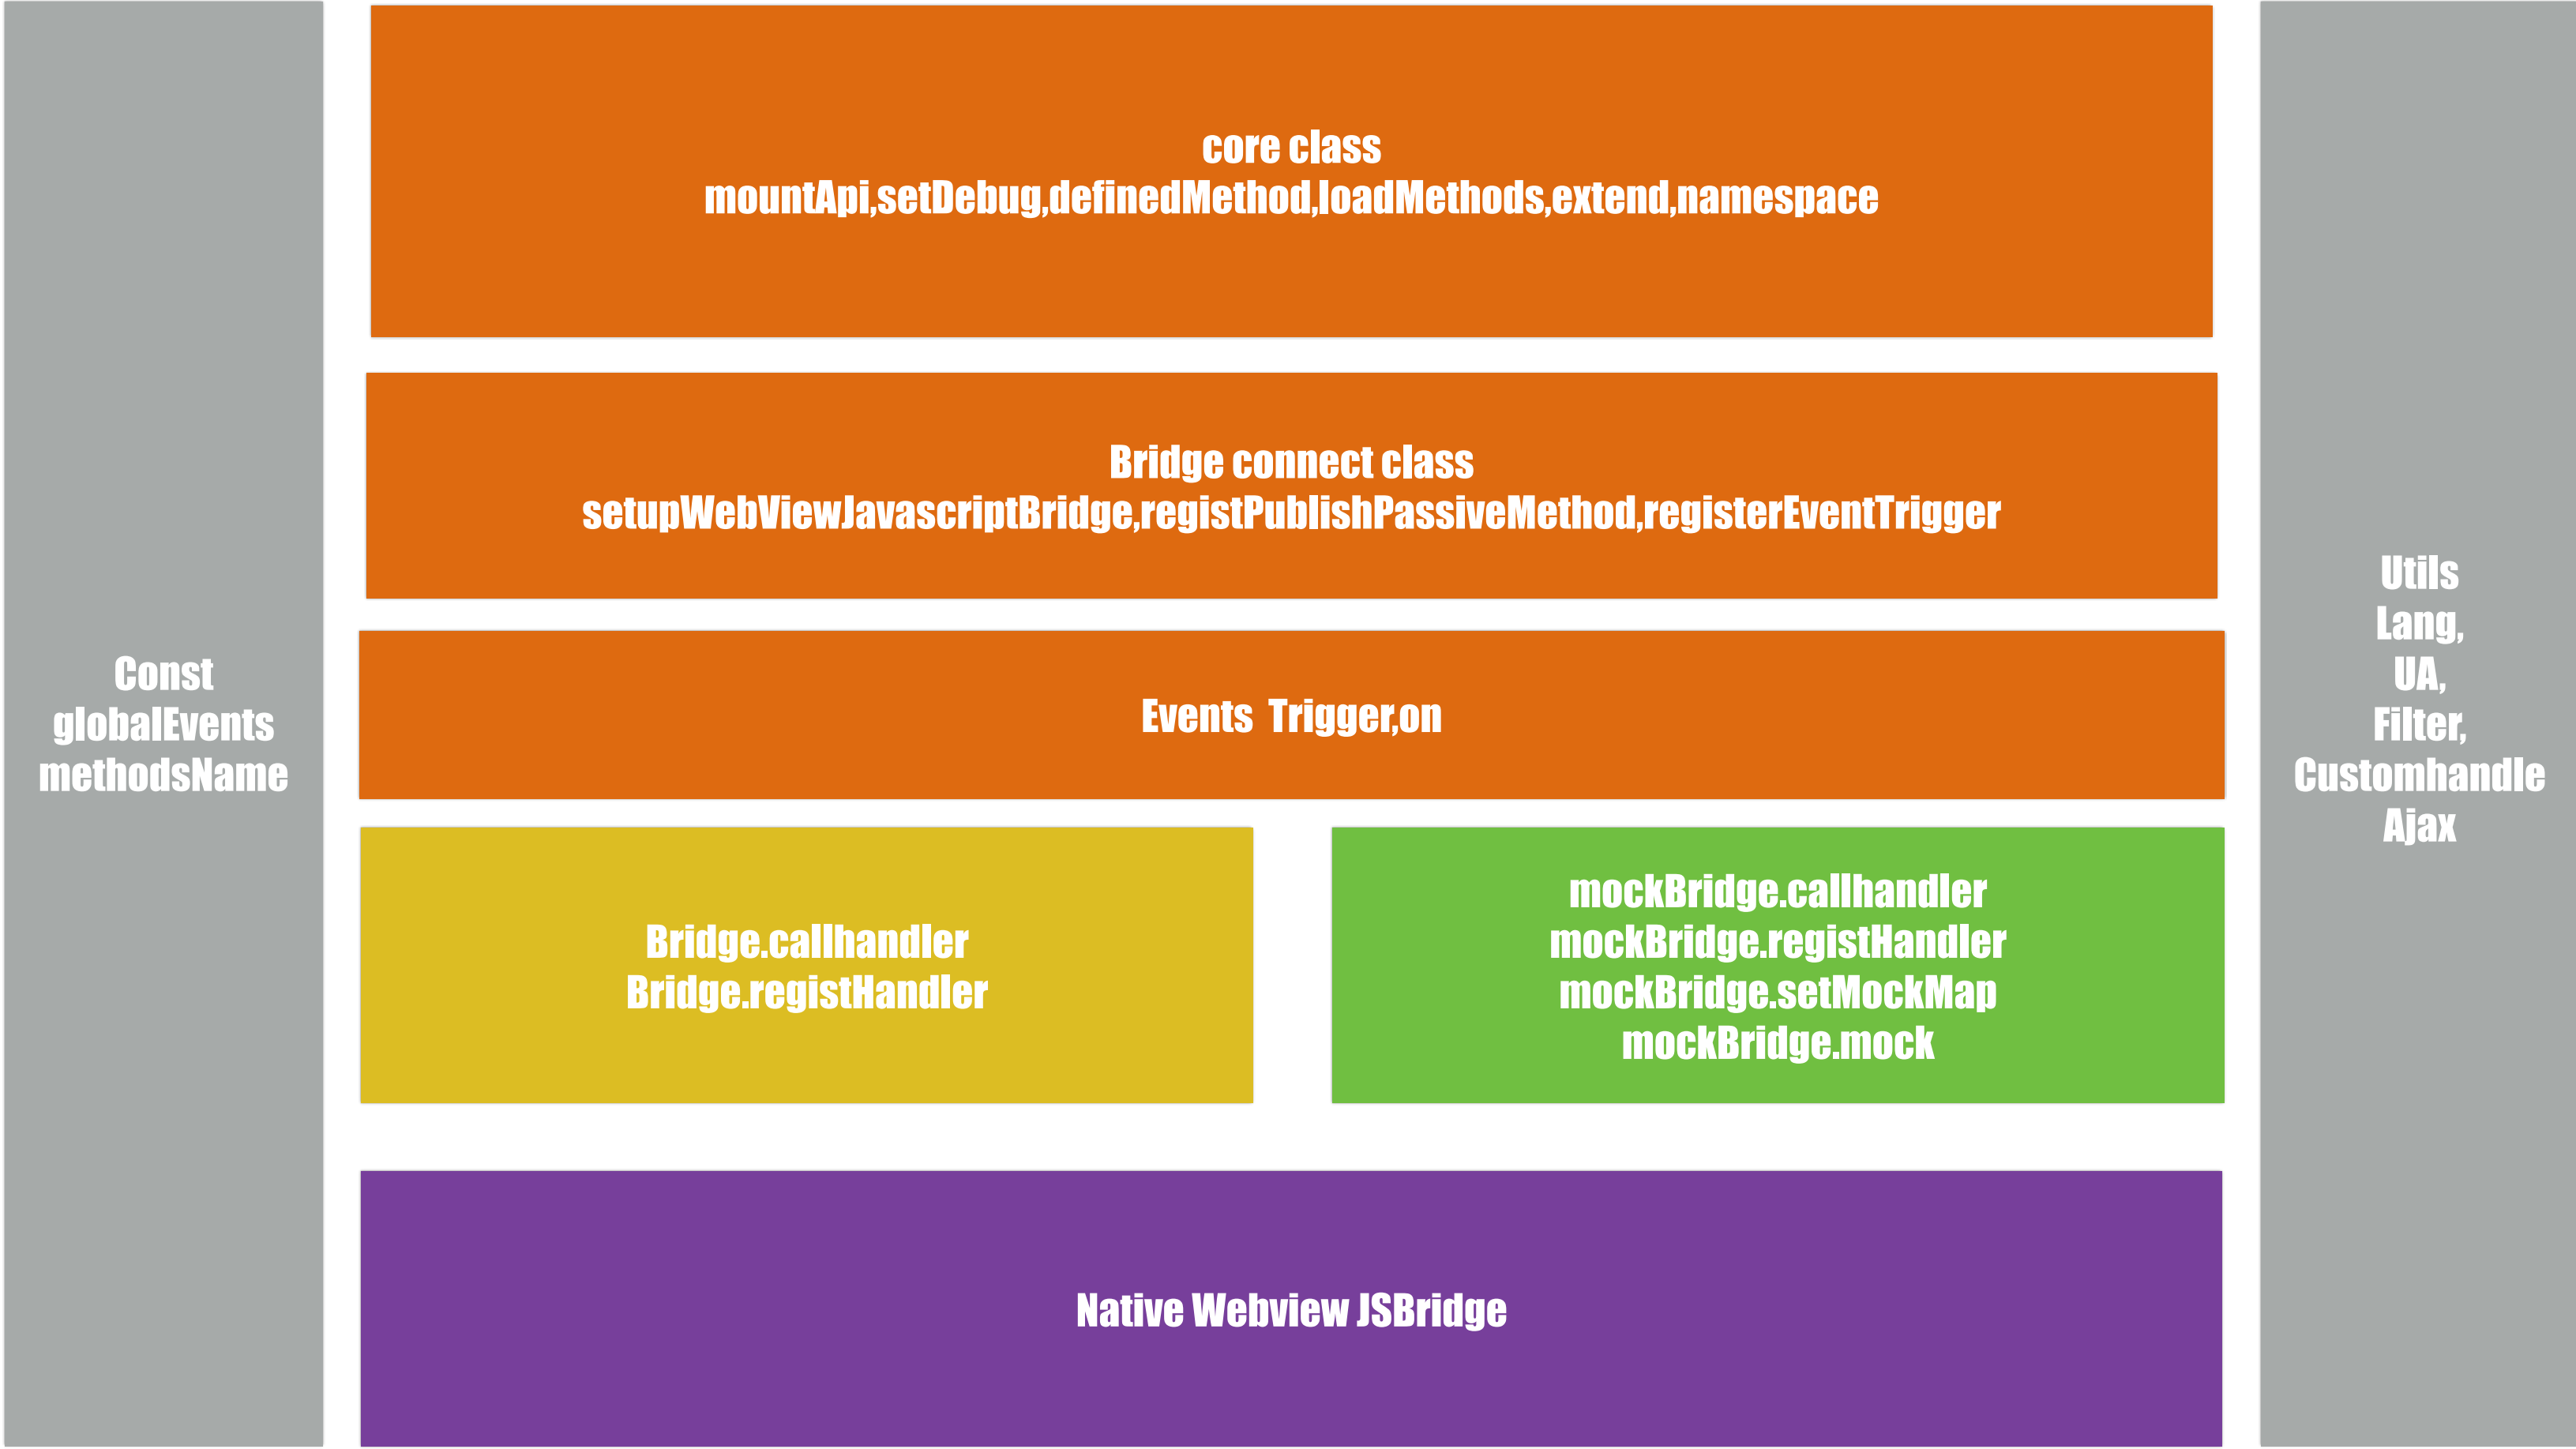 Const
globalEvents
methodsName
core class
mountApi,setDebug,definedMethod,loadMethods,extend,namespace
Bridge connect class
setupWebViewJavascriptBridge,registPublishPassiveMethod,registerEventTrigger
Events  Trigger,on
Bridge.callhandler
Bridge.registHandler
mockBridge.callhandler
mockBridge.registHandler
mockBridge.setMockMap
mockBridge.mock
Native Webview JSBridge
Utils
Lang,
UA,
Filter,
Customhandle
Ajax